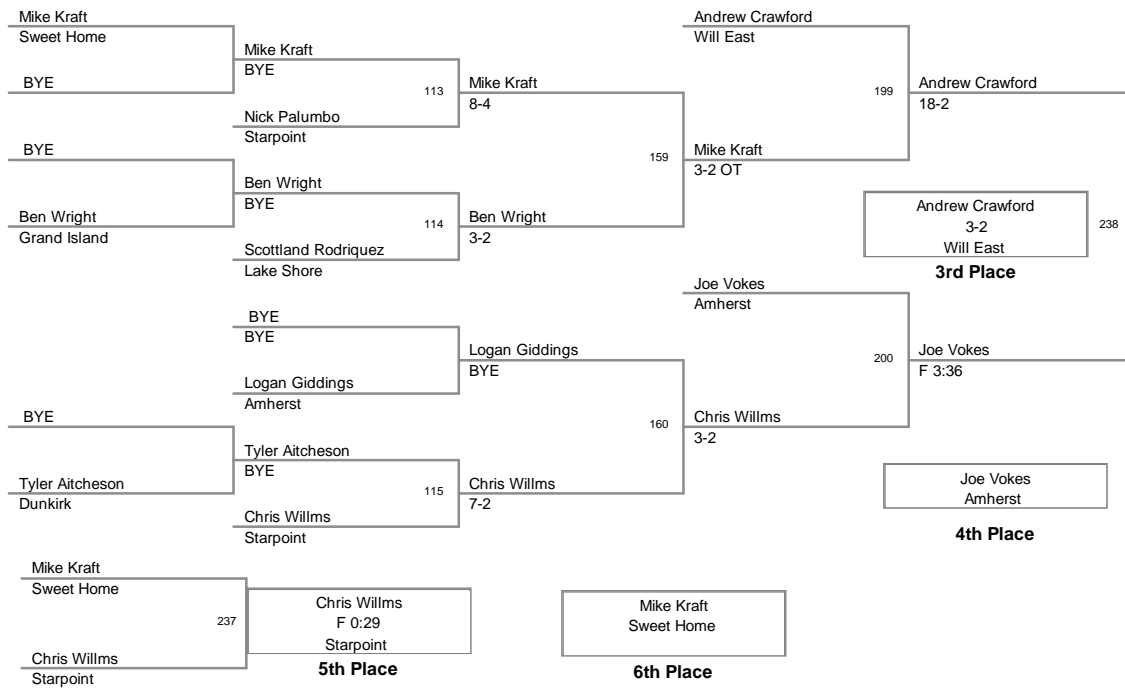 Mike Kraft
Sweet Home
BYE
BYE
Ben Wright
Grand Island
BYE
Tyler Aitcheson
Dunkirk
Mike Kraft
BYE
113
Nick Palumbo
Starpoint
Ben Wright
BYE
114
Scottland Rodriquez
Lake Shore
BYE
BYE
Logan Giddings
Amherst
Tyler Aitcheson
BYE
115
Chris Willms
Starpoint
Mike Kraft
8-4
159
Ben Wright
3-2
Logan Giddings
BYE
160
Chris Willms
7-2
Andrew Crawford
Will East
199
Mike Kraft
3-2 OT
Joe Vokes
Amherst
200
Chris Willms
3-2
Andrew Crawford
18-2
Andrew Crawford
3-2
Will East
238
3rd Place
Joe Vokes
F 3:36
Joe Vokes
Amherst
4th Place
Mike Kraft
Sweet Home
237
Chris Willms
Starpoint
Chris Willms
F 0:29
Starpoint
5th Place
Mike Kraft
Sweet Home
6th Place